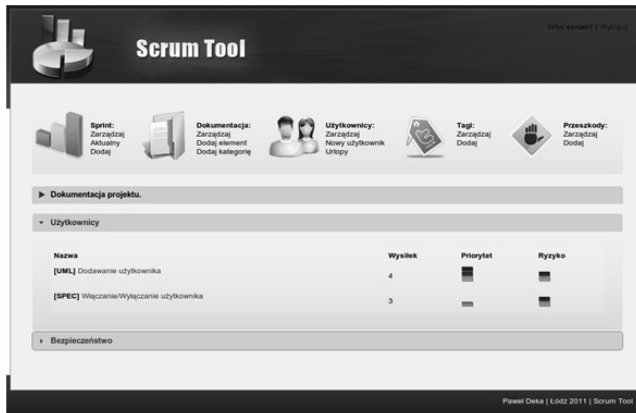 Witaj scrum1 | Wyloguj
Scrum Tool
Sprint:
Zarządzaj
Aktualny
Dodaj
Dokumentacja:
Zarządzaj
Dodaj element
Dodaj kategorię
Użytkownicy:
Zarządzaj
Nowy użytkownik
Urlopy
Tagi:
Zarządzaj
Dodaj
Przeszkody:
Zarządzaj
Dodaj
Dokumentacja projektu.
Użytkownicy
Nazwa Wysiłek Priorytet Ryzyko
[UML] Dodawanie użytkownika 4
[SPEC] Włączanie/Wyłączanie użytkownika 3
Bezpieczeństwo
Paweł Deka | Łódź 2011 | Scrum Tool